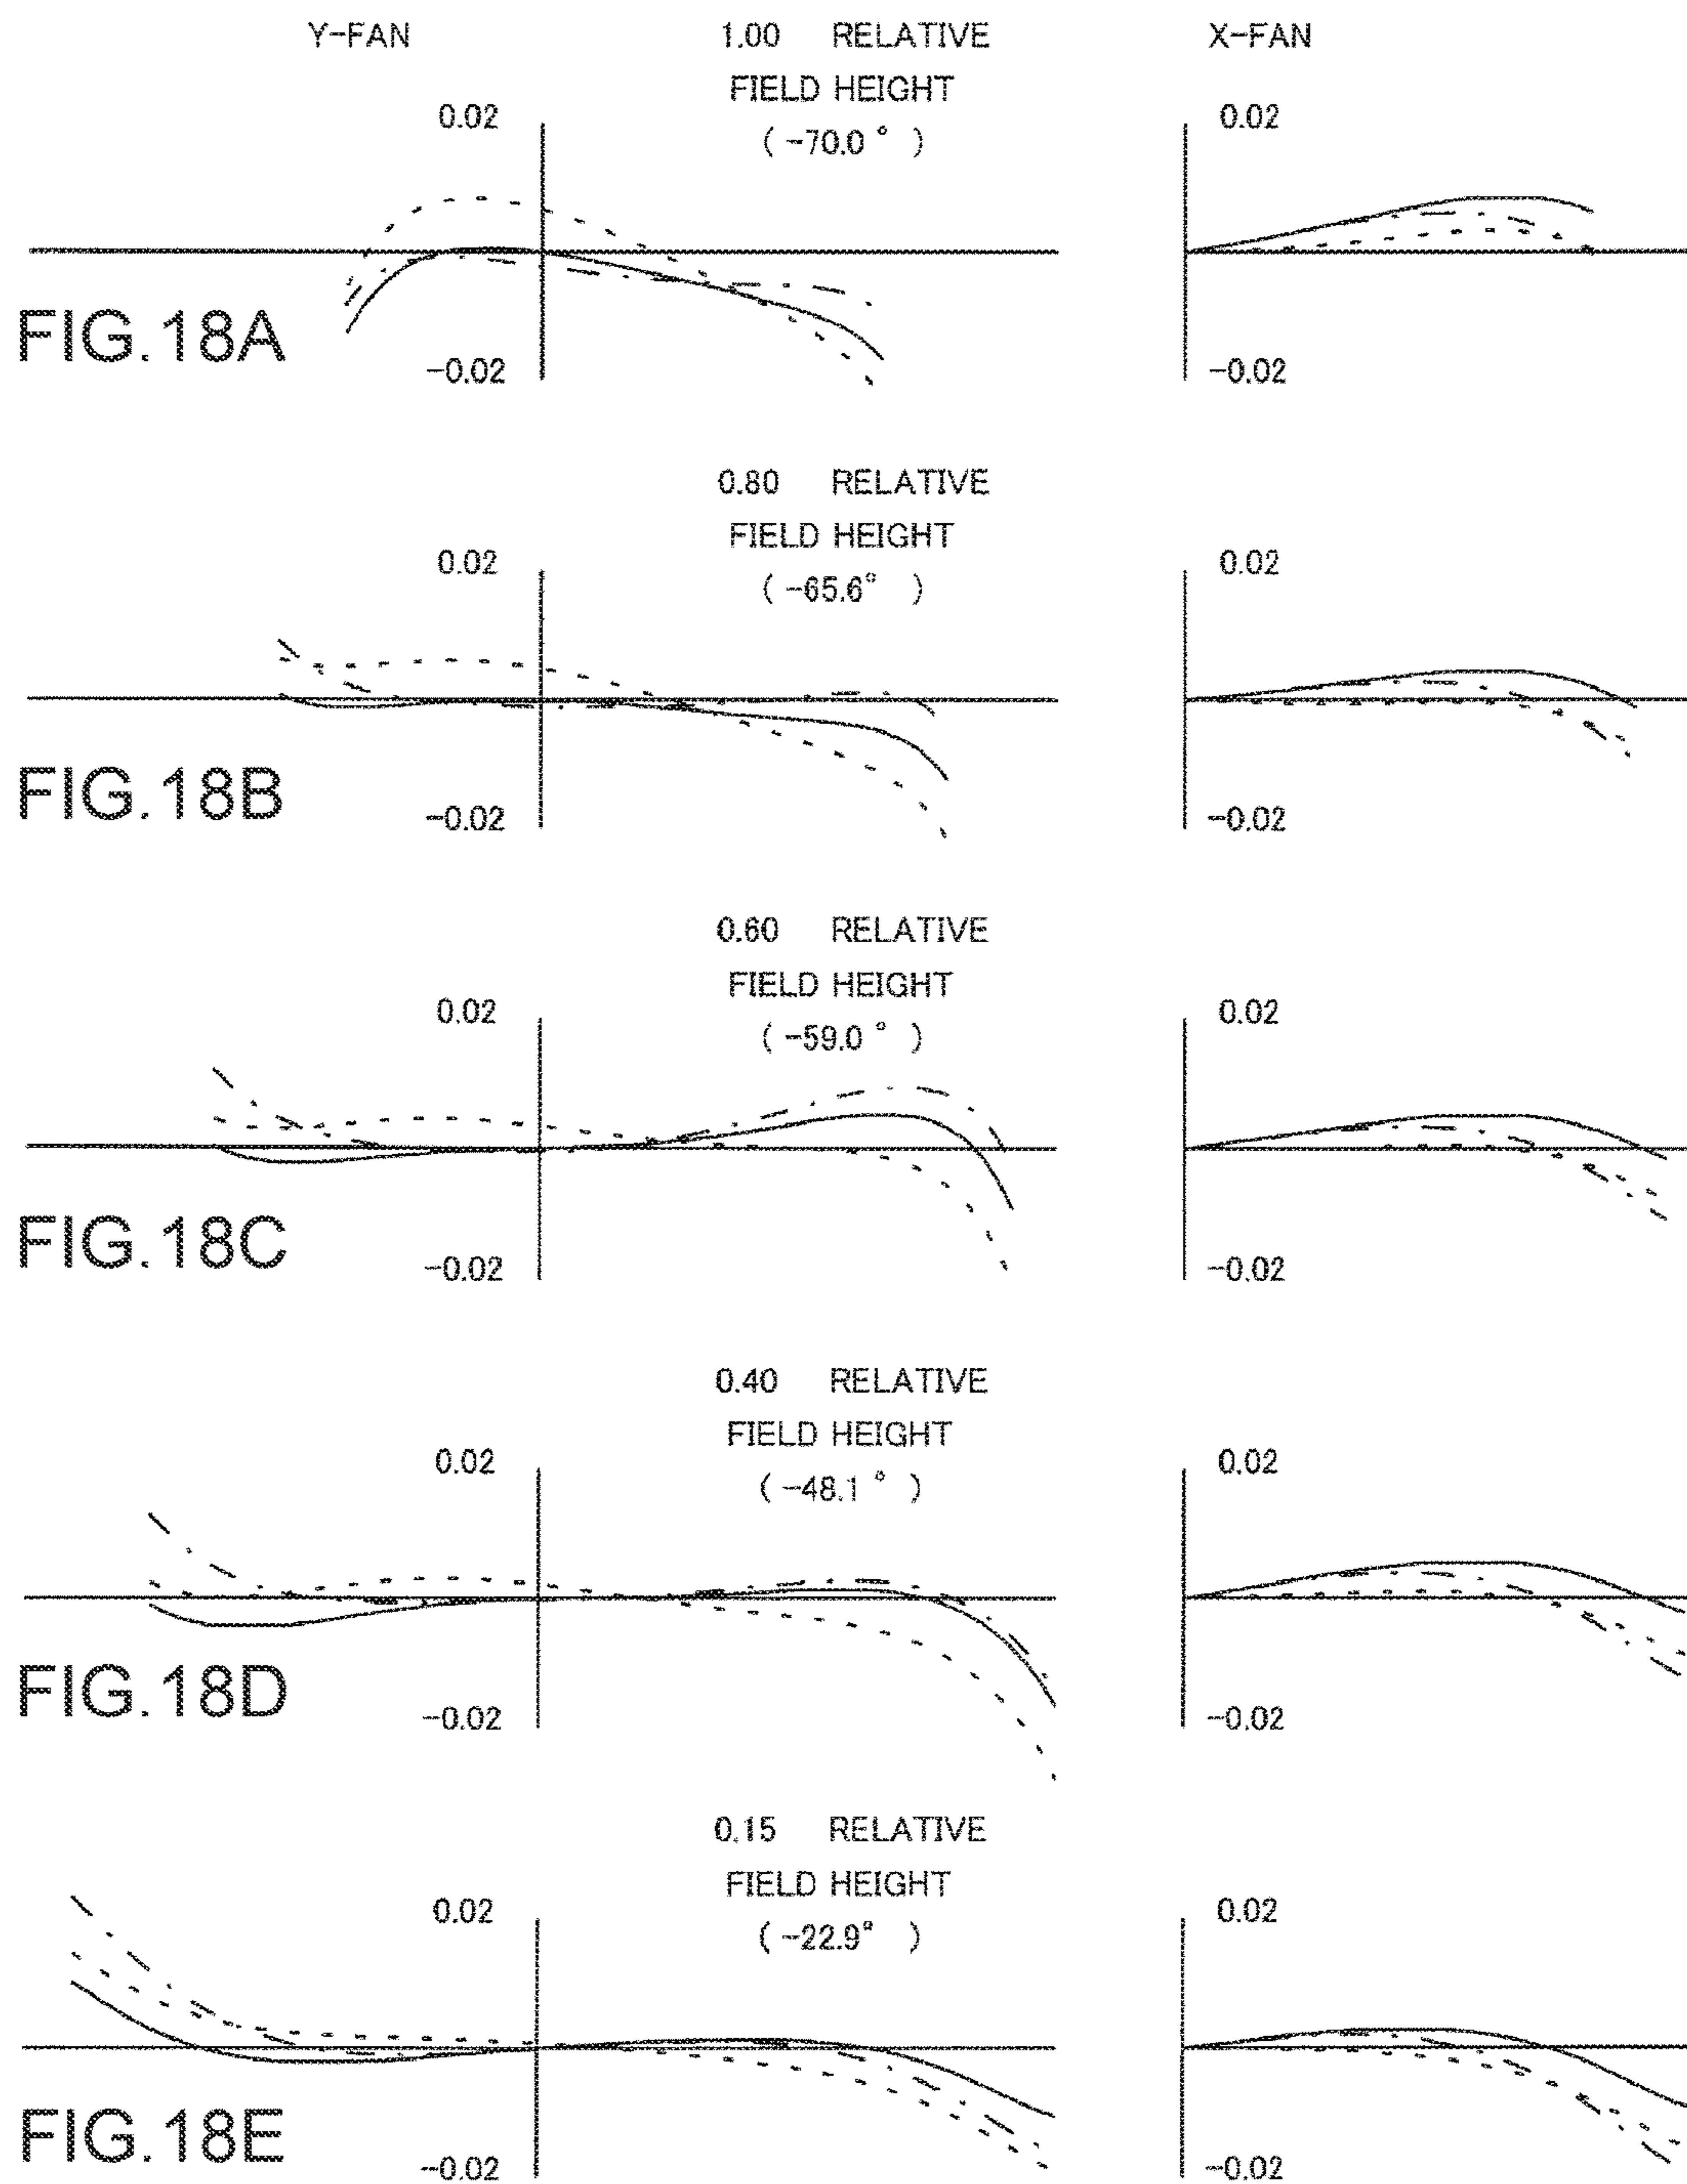 Y-FAN 1.00 RELATIVE X-FAN
FIELD HEIGHT
0.02 ( -70.0 ° ) 0.02
FIG.18A
-0.02 -0.02
0.80 RELATIVE
FIELD HEIGHT
0.02 ( -65.6° ) 0.02
FIG.18B
-0.02 -0.02
0.60 RELATIVE
FIELD HEIGHT
0.02 ( -59.0 ° ) 0.02
FIG.18C
-0.02 -0.02
0.40 RELATIVE
FIELD HEIGHT
0.02 ( -48.1 ° ) 0.02
FIG.18D
-0.02 -0.02
0.15 RELATIVE
FIELD HEIGHT
0.02 ( -22.9° ) 0.02
FIG.18E
-0.02 -0.02